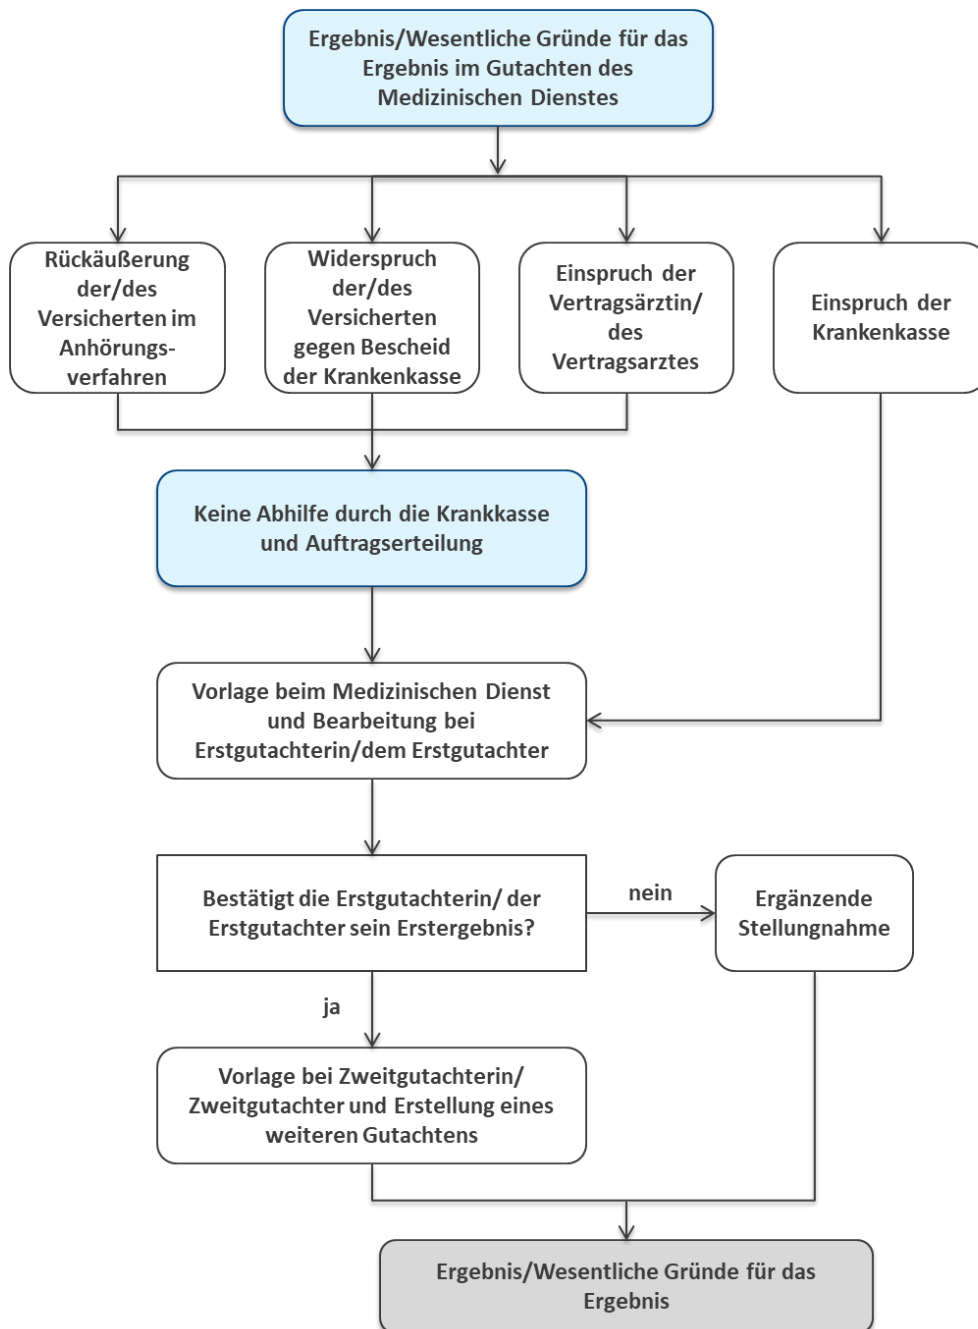 Ergebnis/Wesentliche Gründe für das
Ergebnis im Gutachten des
Medizinischen Dienstes
Rückäußerung
der/des
Versicherten im
Anhörungs-
verfahren
Widerspruch
der/des
Versicherten
gegen Bescheid
der Krankenkasse
Einspruch der
Vertragsärztin/
des
Vertragsarztes
Einspruch der
Krankenkasse
Keine Abhilfe durch die Krankkasse
und Auftragserteilung
Vorlage beim Medizinischen Dienst
und Bearbeitung bei
Erstgutachterin/dem Erstgutachter
Bestätigt die Erstgutachterin/ der
Erstgutachter sein Erstergebnis?
nein
Ergänzende
Stellungnahme
ja
Vorlage bei Zweitgutachterin/
Zweitgutachter und Erstellung eines
weiteren Gutachtens
Ergebnis/Wesentliche Gründe für das
Ergebnis